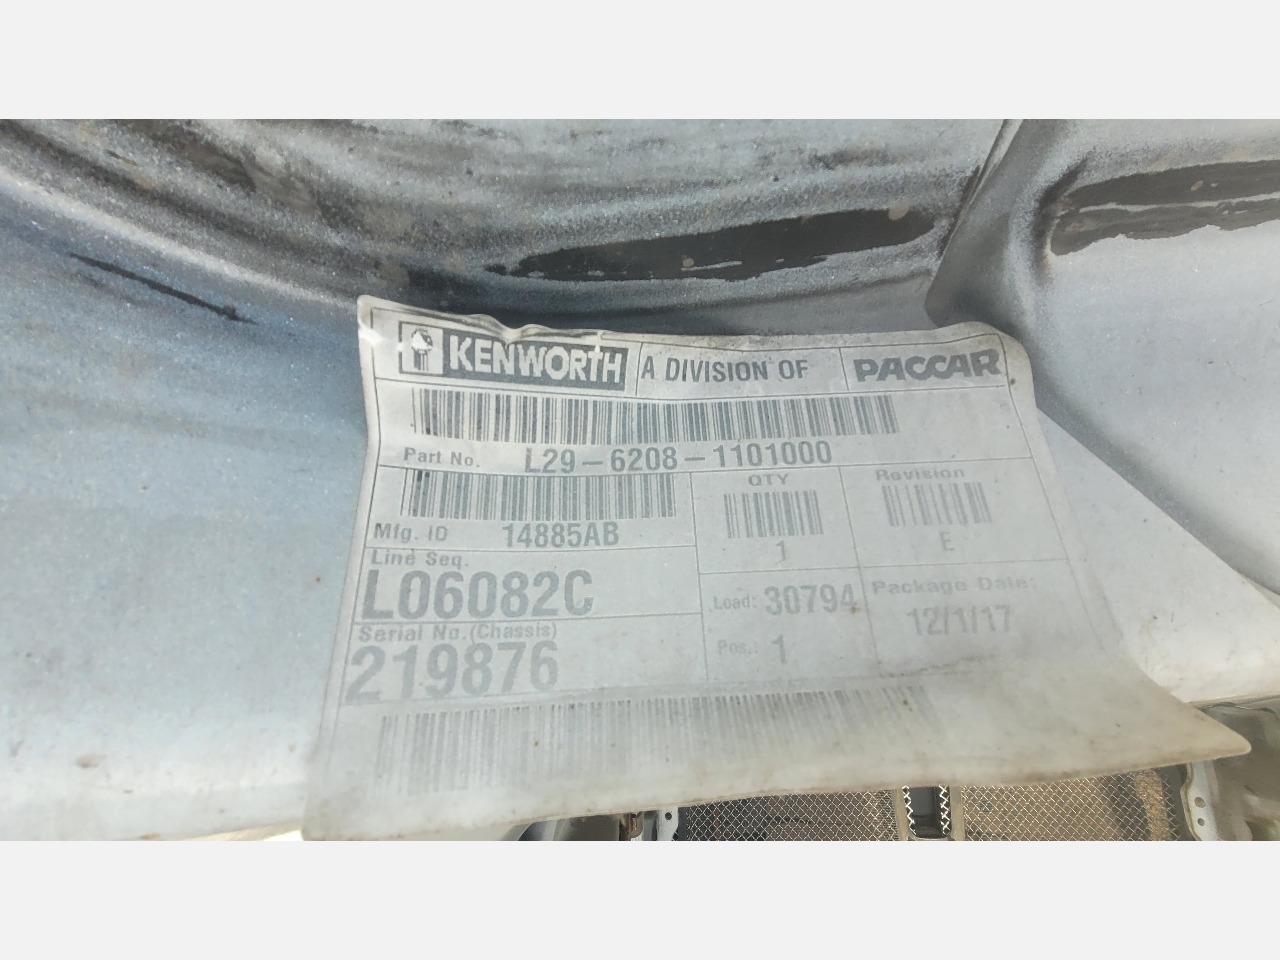 KENWORTH A DIVISION OF PACCAR
Part No. L29-6208-1101000
QTY Revision
Mfg. ID 14885AB 1 E
Line Seq.
L06082C Load: 30794 Package Date:
12/1/17
Serial No. (Chassis)
219876 Pos.: 1